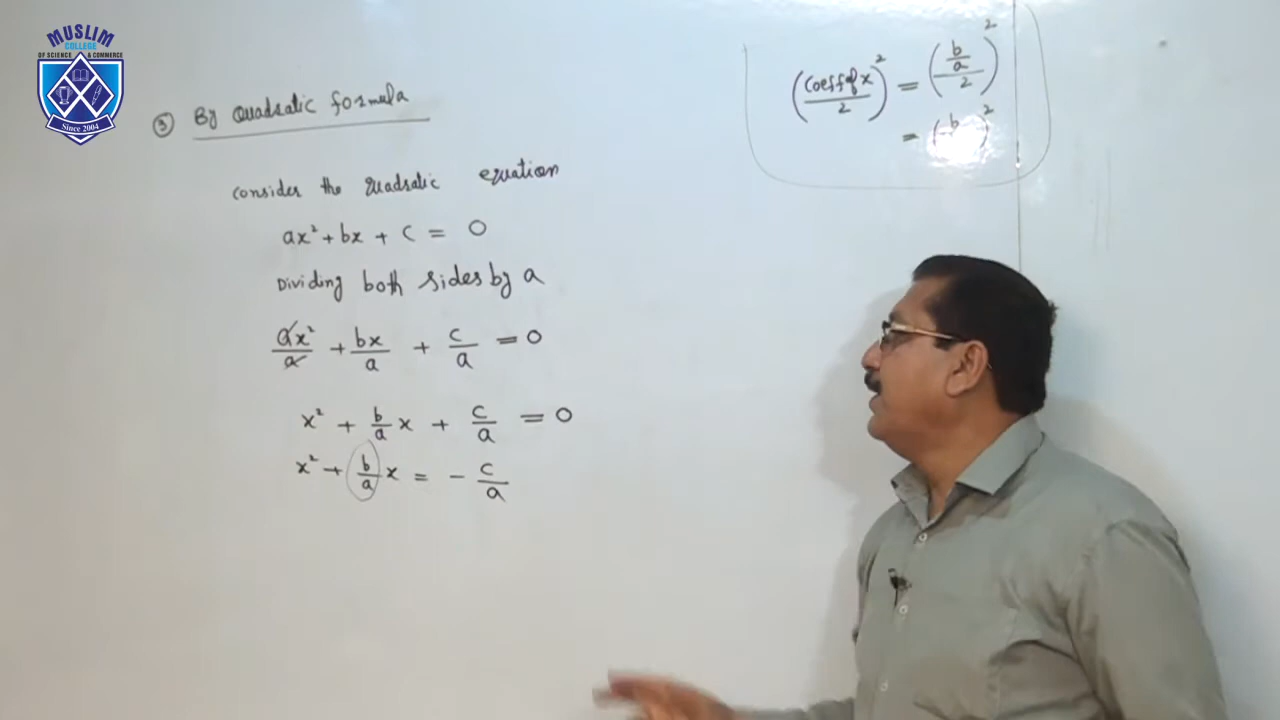 MUSLIM
COLLEGE
OF SCIENCE & COMMERCE
Since 2004
③ By Quadratic formula
consider the quadratic equation
ax² + bx + c = 0
Dividing both sides by a
ax²/a + bx/a + c/a = 0
x² + b/a x + c/a = 0
x² + b/a x = - c/a
(coeff of x / 2)² = (b/a / 2)²
= (b )²